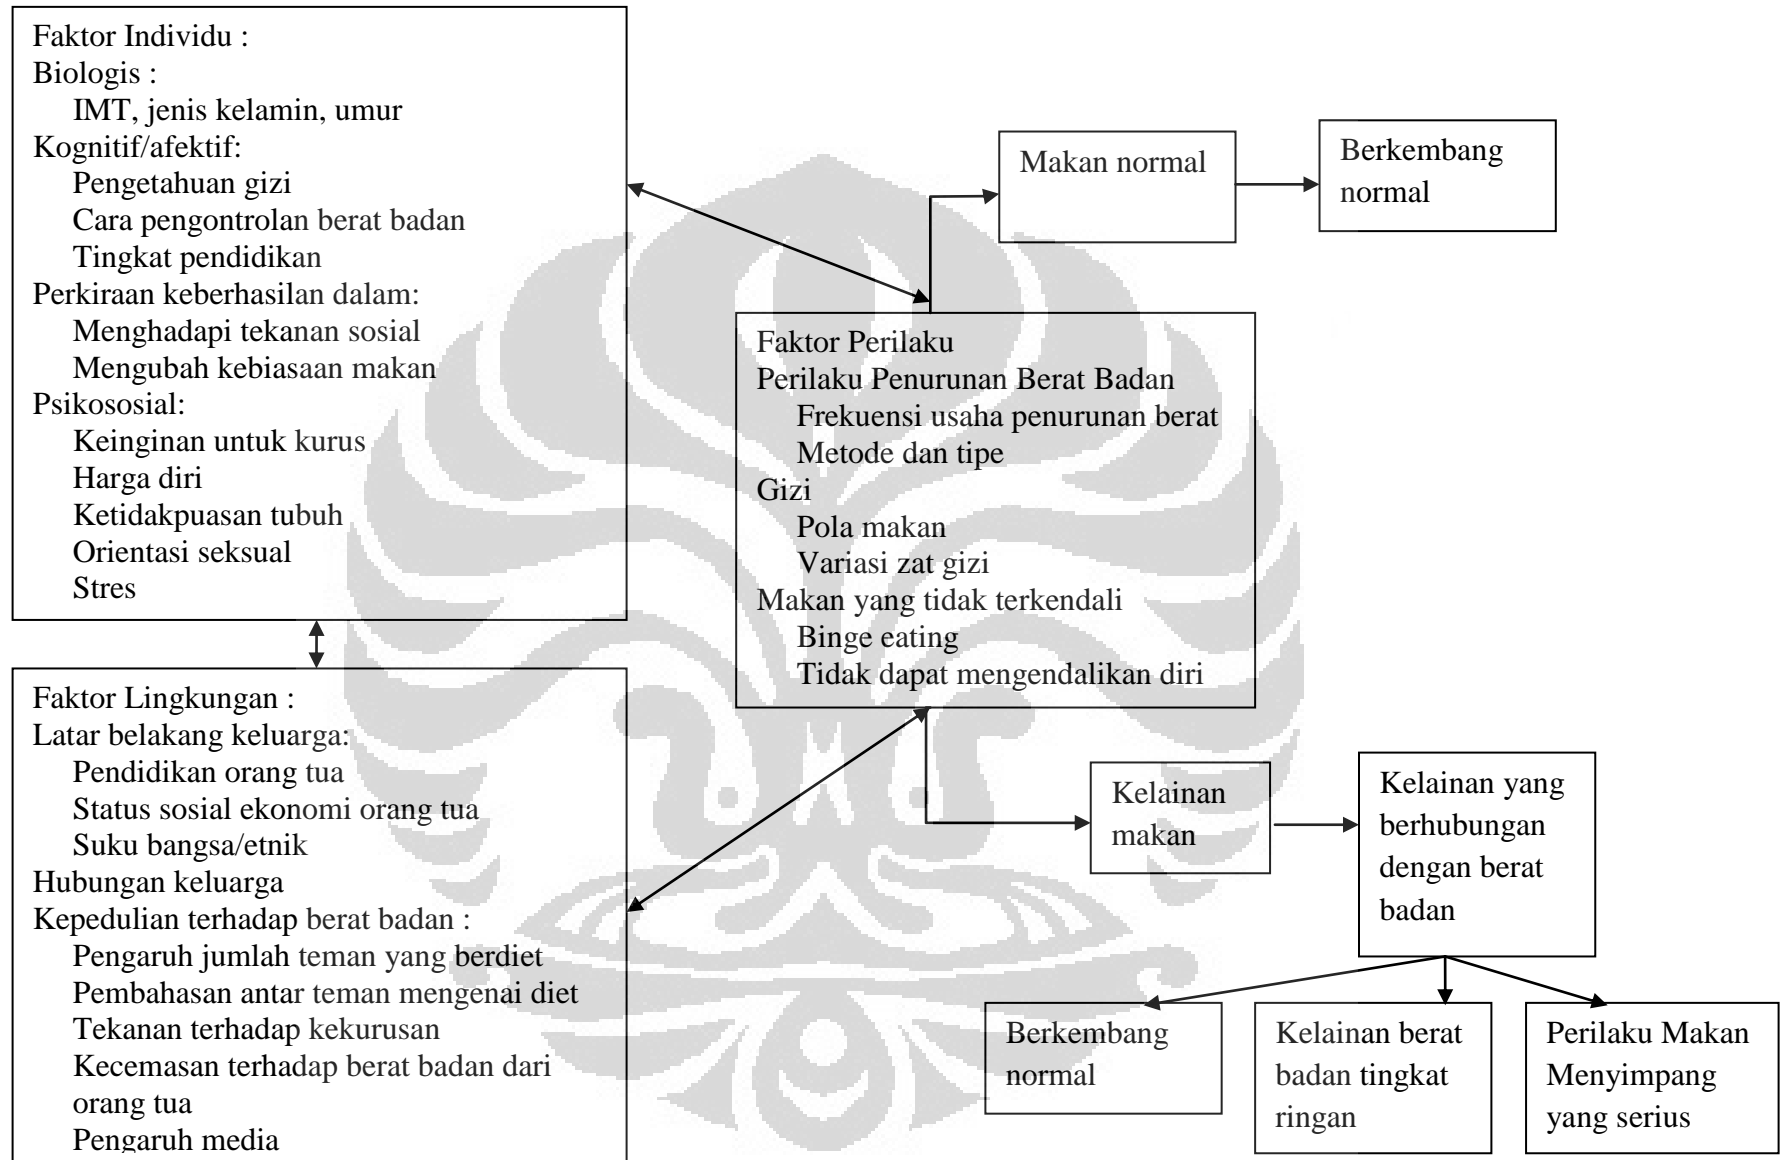 Faktor Individu :
Biologis :
IMT, jenis kelamin, umur
Kognitif/afektif:
Pengetahuan gizi
Cara pengontrolan berat badan
Tingkat pendidikan
Perkiraan keberhasilan dalam:
Menghadapi tekanan sosial
Mengubah kebiasaan makan
Psikososial:
Keinginan untuk kurus
Harga diri
Ketidakpuasan tubuh
Orientasi seksual
Stres
Faktor Lingkungan :
Latar belakang keluarga:
Pendidikan orang tua
Status sosial ekonomi orang tua
Suku bangsa/etnik
Hubungan keluarga
Kepedulian terhadap berat badan :
Pengaruh jumlah teman yang berdiet
Pembahasan antar teman mengenai diet
Tekanan terhadap kekurusan
Kecemasan terhadap berat badan dari
orang tua
Pengaruh media
Faktor Perilaku
Perilaku Penurunan Berat Badan
Frekuensi usaha penurunan berat
Metode dan tipe
Gizi
Pola makan
Variasi zat gizi
Makan yang tidak terkendali
Binge eating
Tidak dapat mengendalikan diri
Makan normal
Berkembang
normal
Kelainan
makan
Kelainan yang
berhubungan
dengan berat
badan
Berkembang
normal
Kelainan berat
badan tingkat
ringan
Perilaku Makan
Menyimpang
yang serius